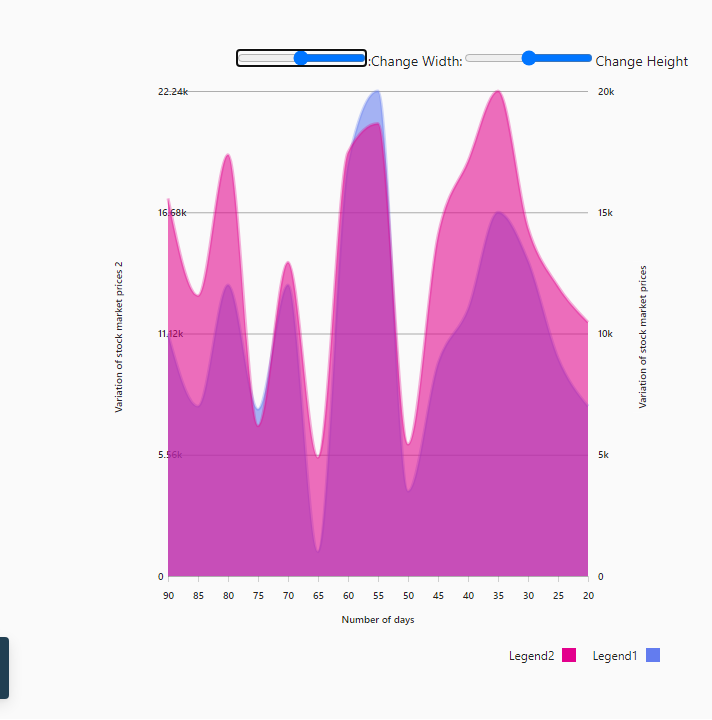 :Change Width: Change Height
22.24k 20k
16.68k 15k
11.12k 10k
5.56k 5k
0 0
Variation of stock market prices 2
Variation of stock market prices
90 85 80 75 70 65 60 55 50 45 40 35 30 25 20
Number of days
Legend2 Legend1